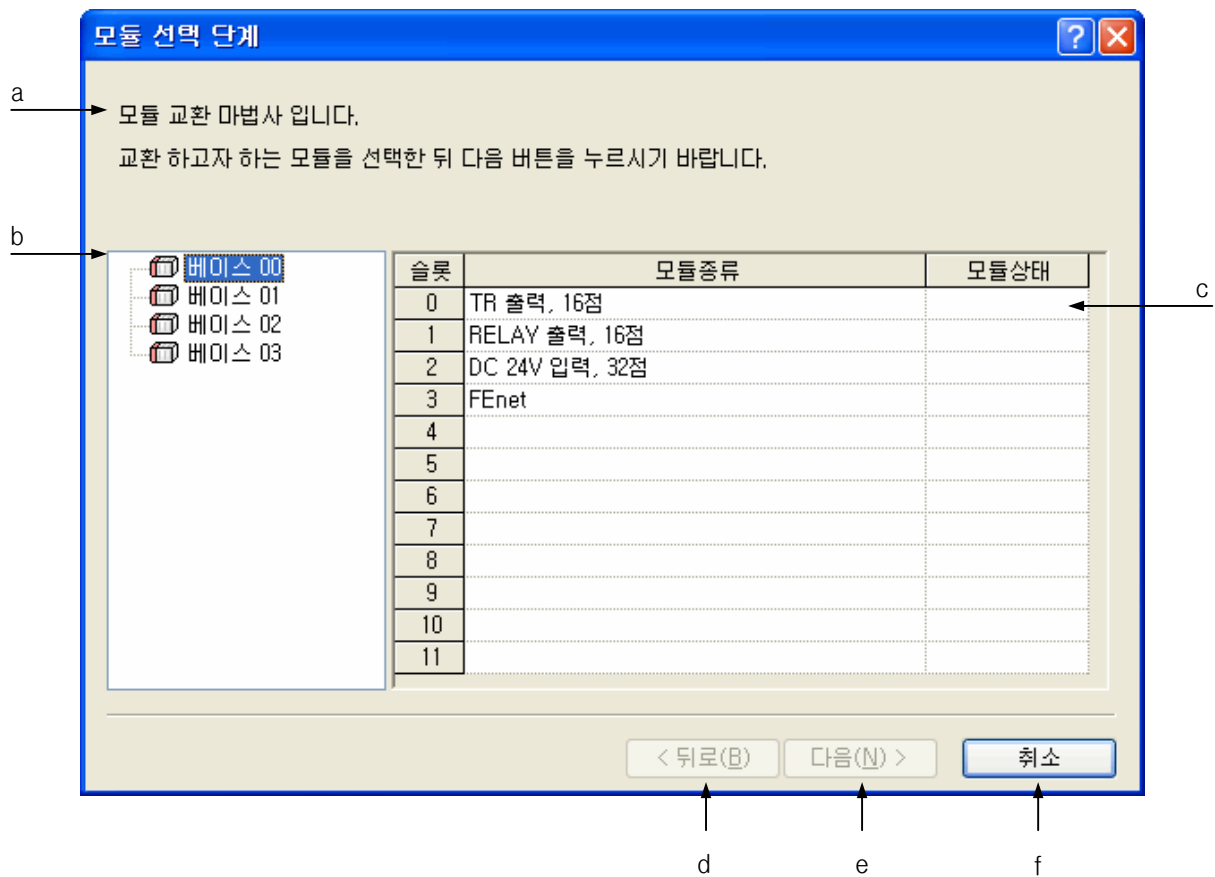 모듈 선택 단계
a
모듈 교환 마법사 입니다.
교환 하고자 하는 모듈을 선택한 뒤 다음 버튼을 누르시기 바랍니다.
b
베이스 00
베이스 01
베이스 02
베이스 03
슬롯 모듈종류 모듈상태
0 TR 출력, 16점
1 RELAY 출력, 16점
2 DC 24V 입력, 32점
3 FEnet
4
5
6
7
8
9
10
11
c
< 뒤로(B) 다음(N) > 취소
d e f